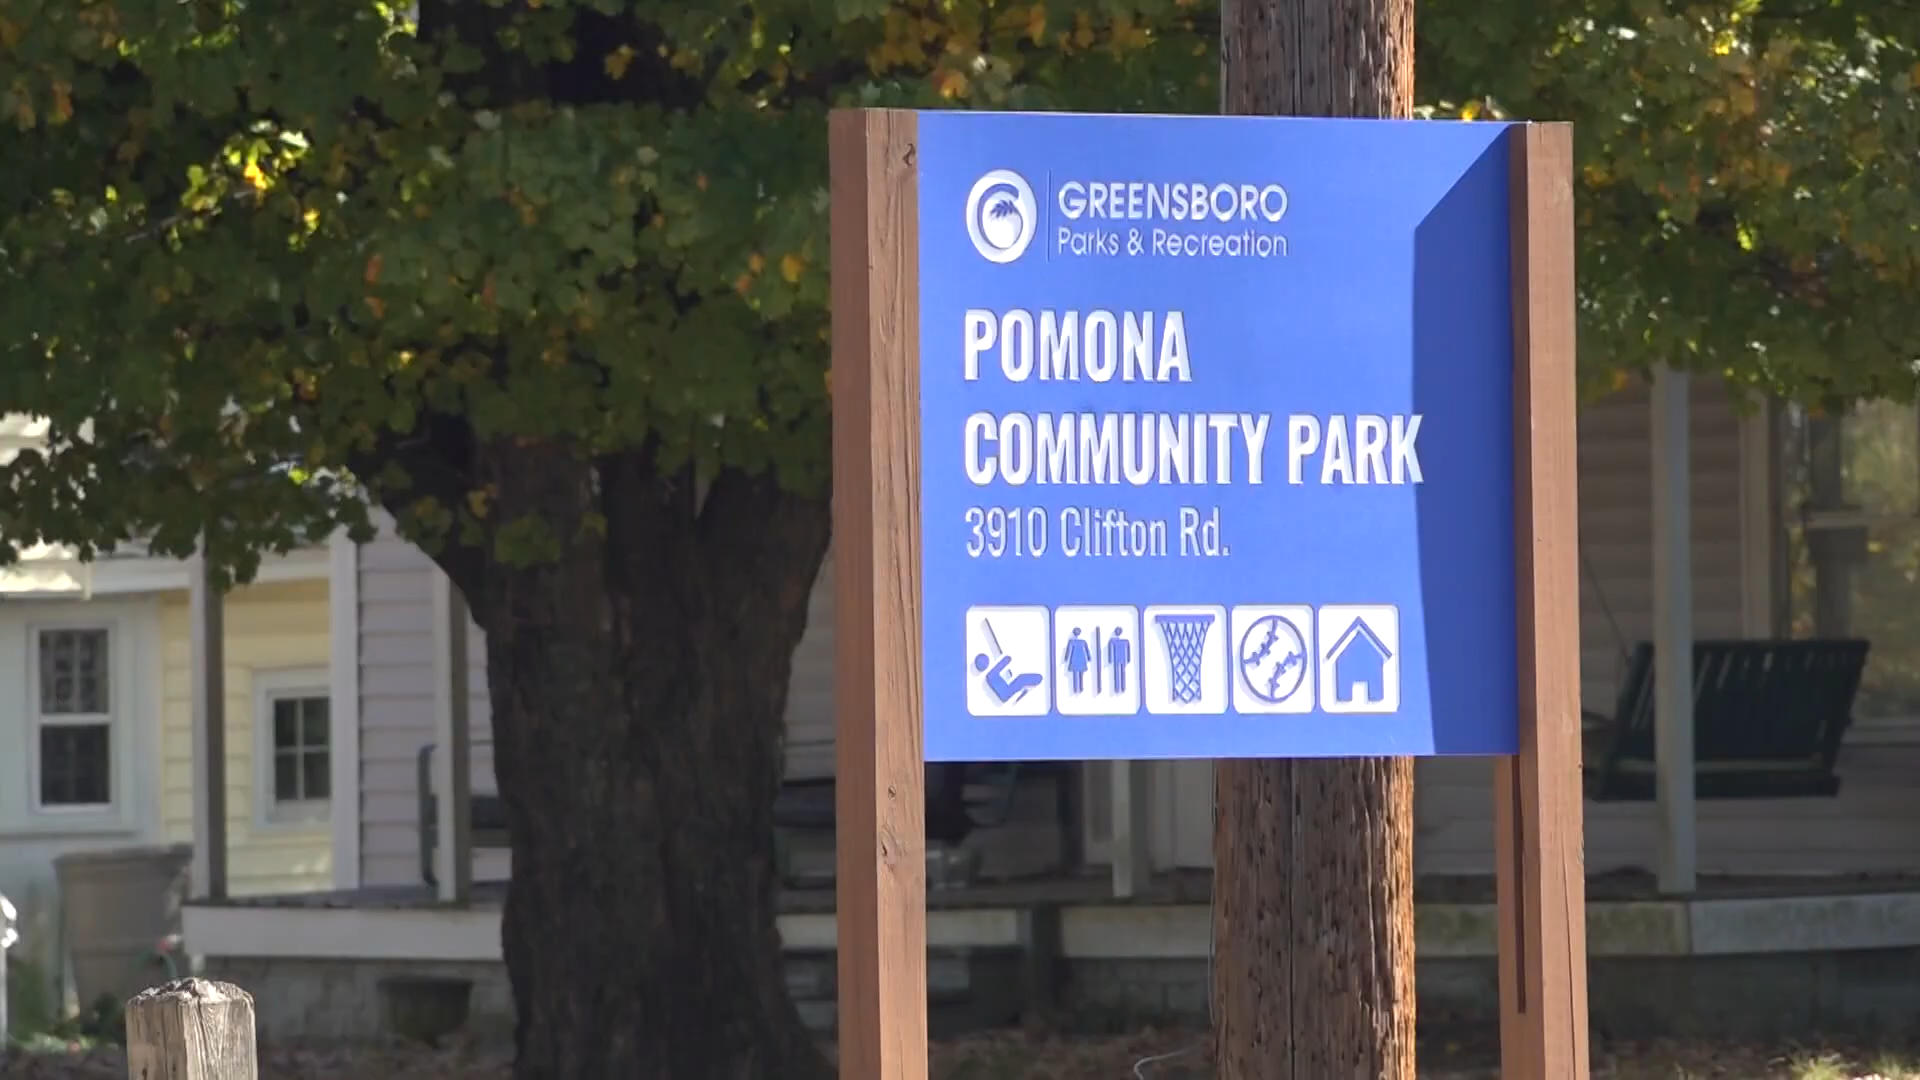 GREENSBORO
Parks & Recreation
POMONA
COMMUNITY PARK
3910 Clifton Rd.